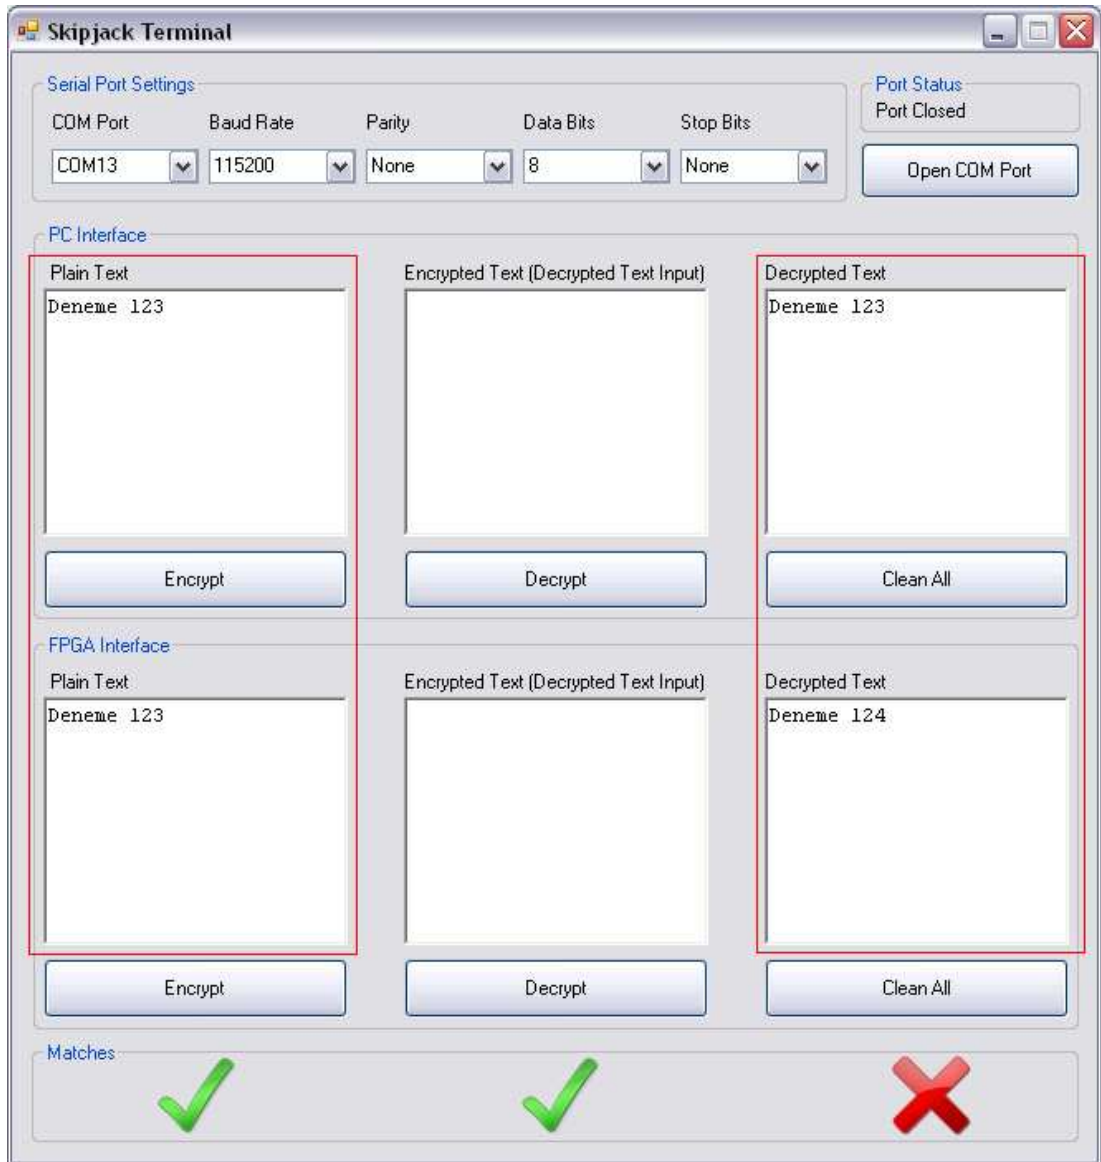 Skipjack Terminal
Serial Port Settings
Port Status
COM Port Baud Rate Parity Data Bits Stop Bits
Port Closed
COM13 115200 None 8 None
Open COM Port
PC Interface
Plain Text Encrypted Text (Decrypted Text Input) Decrypted Text
Deneme 123 Deneme 123
Encrypt Decrypt Clean All
FPGA Interface
Plain Text Encrypted Text (Decrypted Text Input) Decrypted Text
Deneme 123 Deneme 124
Encrypt Decrypt Clean All
Matches